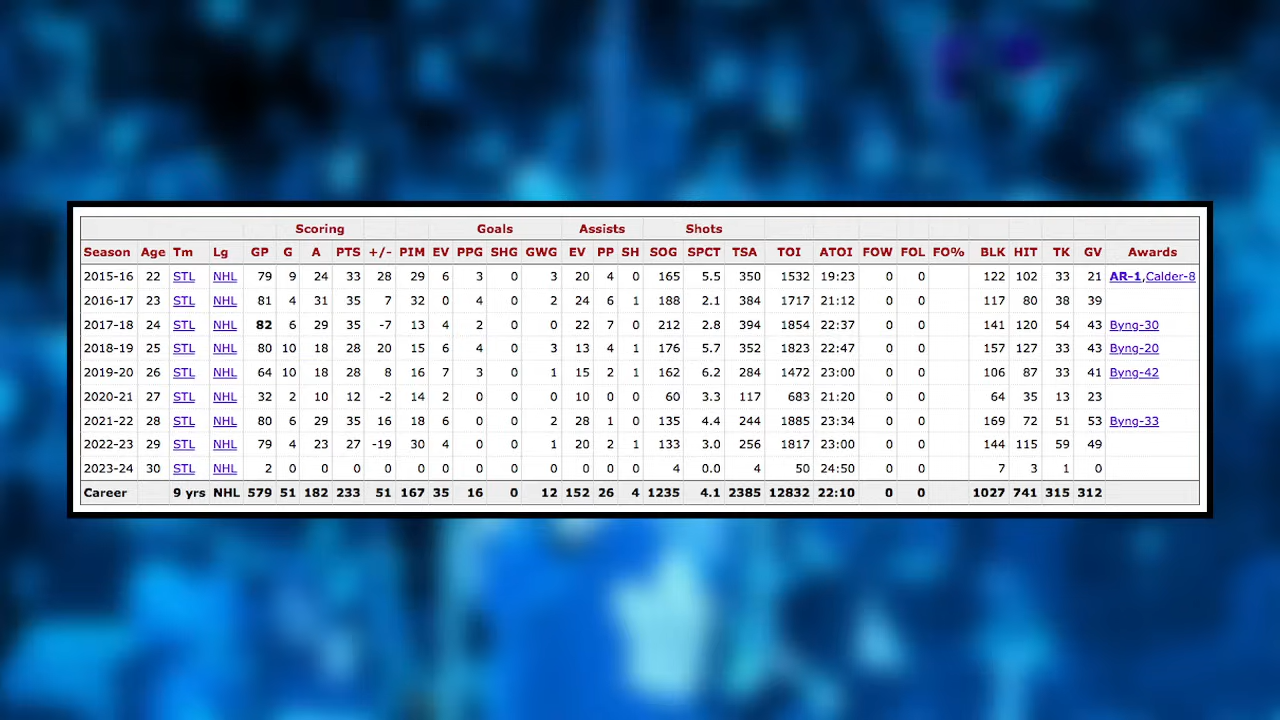 Scoring Goals Assists Shots
Season Age Tm Lg GP G A PTS +/- PIM EV PPG SHG GWG EV PP SH SOG SPCT TSA TOI ATOI FOW FOL FO% BLK HIT TK GV Awards
2015-16 22 STL NHL 79 9 24 33 28 29 6 3 0 3 20 4 0 165 5.5 350 1532 19:23 0 0 122 102 33 21 AR-1,Calder-8
2016-17 23 STL NHL 81 4 31 35 7 32 0 4 0 2 24 6 1 188 2.1 384 1717 21:12 0 0 117 80 38 39
2017-18 24 STL NHL 82 6 29 35 -7 13 4 2 0 0 22 7 0 212 2.8 394 1854 22:37 0 0 141 120 54 43 Byng-30
2018-19 25 STL NHL 80 10 18 28 20 15 6 4 0 3 13 4 1 176 5.7 352 1823 22:47 0 0 157 127 33 43 Byng-20
2019-20 26 STL NHL 64 10 18 28 8 16 7 3 0 1 15 2 1 162 6.2 284 1472 23:00 0 0 106 87 33 41 Byng-42
2020-21 27 STL NHL 32 2 10 12 -2 14 2 0 0 0 10 0 0 60 3.3 117 683 21:20 0 0 64 35 13 23
2021-22 28 STL NHL 80 6 29 35 16 18 6 0 0 2 28 1 0 135 4.4 244 1885 23:34 0 0 169 72 51 53 Byng-33
2022-23 29 STL NHL 79 4 23 27 -19 30 4 0 0 1 20 2 1 133 3.0 256 1817 23:00 0 0 144 115 59 49
2023-24 30 STL NHL 2 0 0 0 0 0 0 0 0 0 0 0 0 4 0.0 4 50 24:50 0 0 7 3 1 0
Career 9 yrs NHL 579 51 182 233 51 167 35 16 0 12 152 26 4 1235 4.1 2385 12832 22:10 0 0 1027 741 315 312